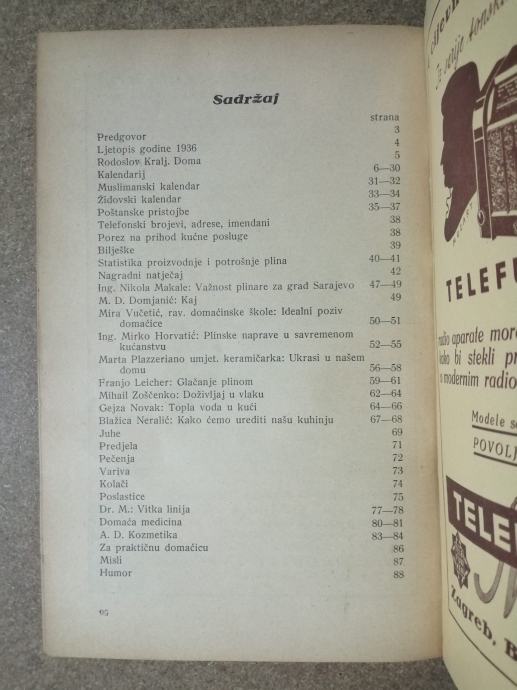 Sadržaj
strana
Predgovor 3
Ljetopis godine 1936 4
Rodoslov Kralj. Doma 5
Kalendarij 6—30
Muslimanski kalendar 31—32
Židovski kalendar 33—34
Poštanske pristojbe 35—37
Telefonski brojevi, adrese, imendani 38
Porez na prihod kućne posluge 38
Bilješke 39
Statistika proizvodnje i potrošnje plina 40—41
Nagradni natječaj 42
Ing. Nikola Makale: Važnost plinare za grad Sarajevo 47—49
M. D. Domjanić: Kaj 49
Mira Vučetić, rav. domaćinske škole: Idealni poziv
domaćice 50—51
Ing. Mirko Horvatić: Plinske naprave u savremenom
kućanstvu 52—55
Marta Plazzeriano umjet. keramičarka: Ukrasi u našem
domu 56—58
Franjo Leicher: Glačanje plinom 59—61
Mihail Zoščenko: Doživljaj u vlaku 62—64
Gejza Novak: Topla voda u kući 64—66
Blažica Neralić: Kako ćemo urediti našu kuhinju 67—68
Juhe 69
Predjela 71
Pečenja 72
Variva 73
Kolači 74
Poslastice 75
Dr. M.: Vitka linija 77—78
Domaća medicina 80—81
A. D. Kozmetika 83—84
Za praktičnu domaćicu 86
Misli 87
Humor 88
95
Iz serije
TELEFU
radio aparate mor
kako bi stekli pr
o modernim radio
Modele
POVOLJ
TELEF
Zagreb, B